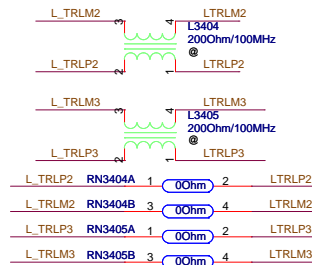 L_TRLM2 3 4 LTRLM2
L3404
200Ohm/100MHz
@
L_TRLP2 2 1 LTRLP2
L_TRLM3 3 4 LTRLM3
L3405
200Ohm/100MHz
@
L_TRLP3 2 1 LTRLP3
L_TRLP2 RN3404A 1 0Ohm 2 LTRLP2
L_TRLM2 RN3404B 3 0Ohm 4 LTRLM2
L_TRLP3 RN3405A 1 0Ohm 2 LTRLP3
L_TRLM3 RN3405B 3 0Ohm 4 LTRLM3